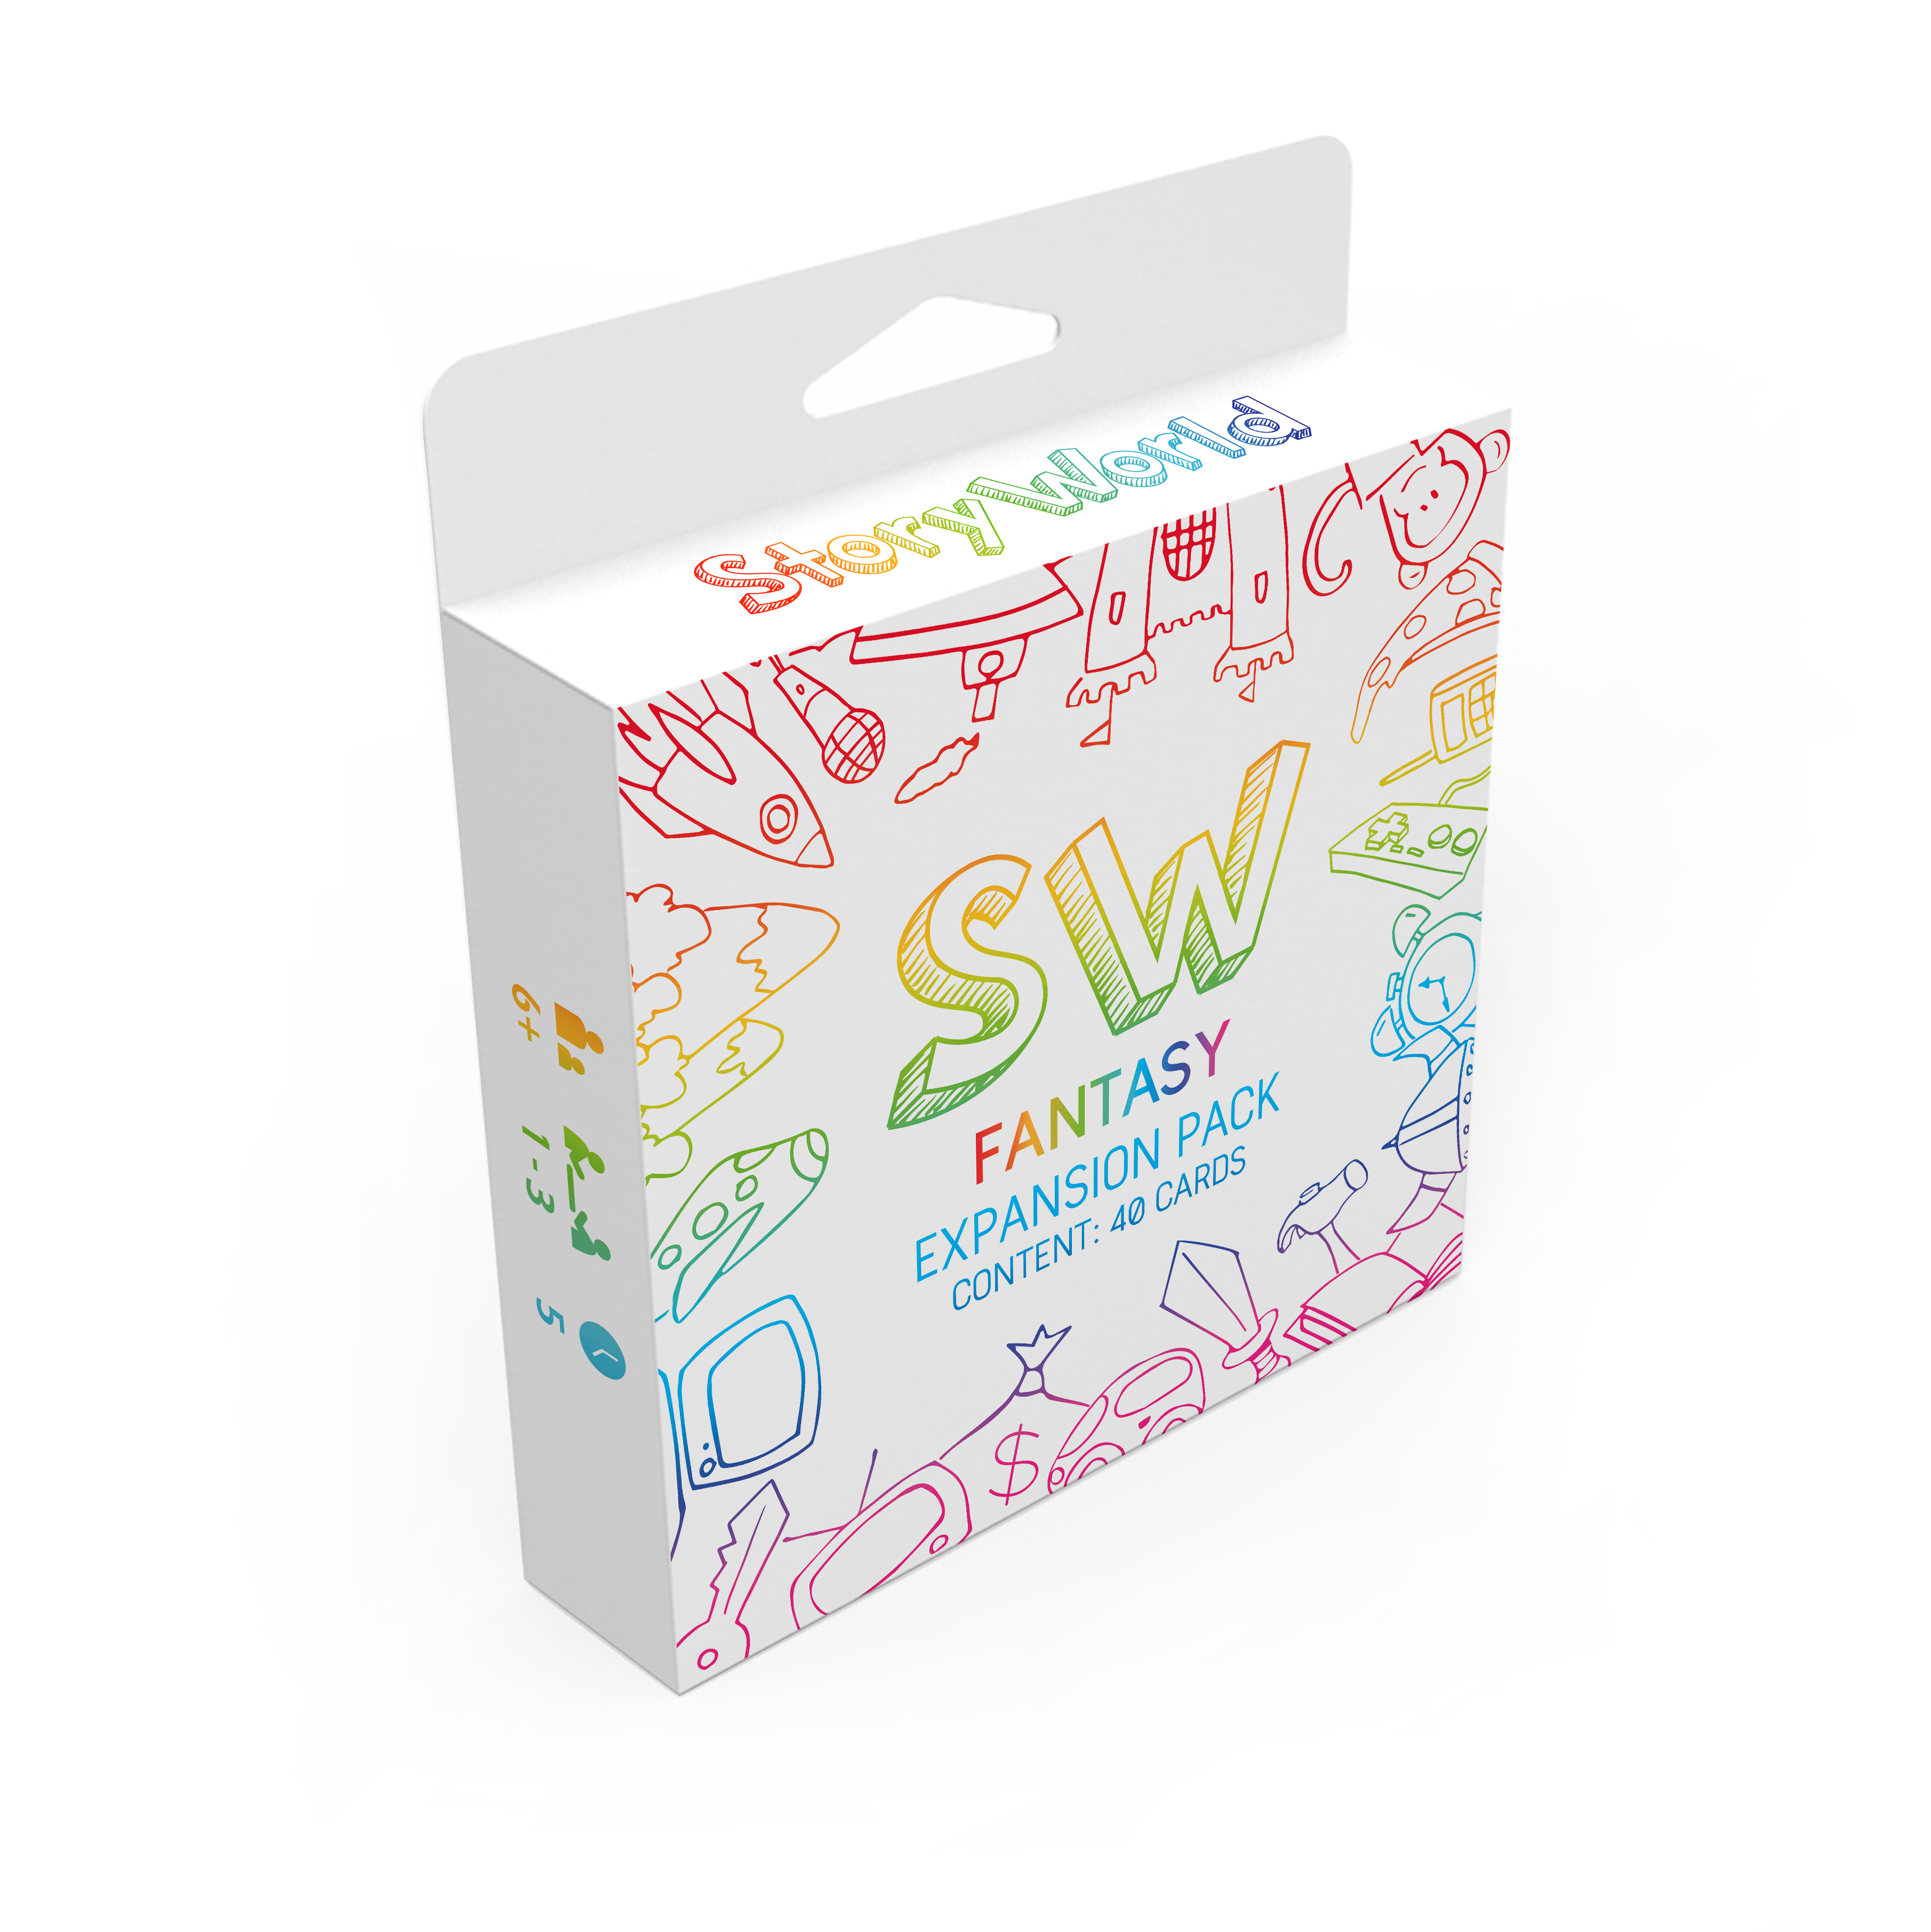 StoryWorld
SW
FANTASY
EXPANSION PACK
CONTENT: 40 CARDS
$
6+
1-3
5